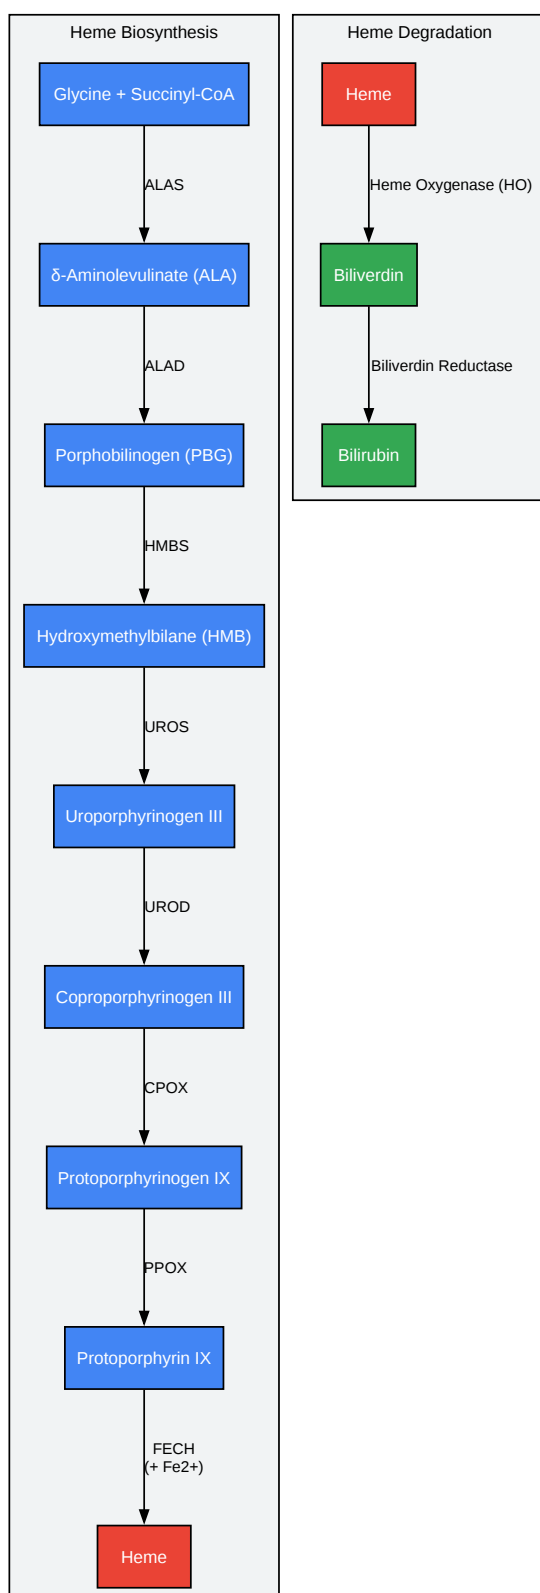 Heme Biosynthesis
Glycine + Succinyl-CoA
ALAS
δ-Aminolevulinate (ALA)
ALAD
Porphobilinogen (PBG)
HMBS
Hydroxymethylbilane (HMB)
UROS
Uroporphyrinogen III
UROD
Coproporphyrinogen III
CPOX
Protoporphyrinogen IX
PPOX
Protoporphyrin IX
FECH
(+ Fe2+)
Heme
Heme Degradation
Heme
Heme Oxygenase (HO)
Biliverdin
Biliverdin Reductase
Bilirubin